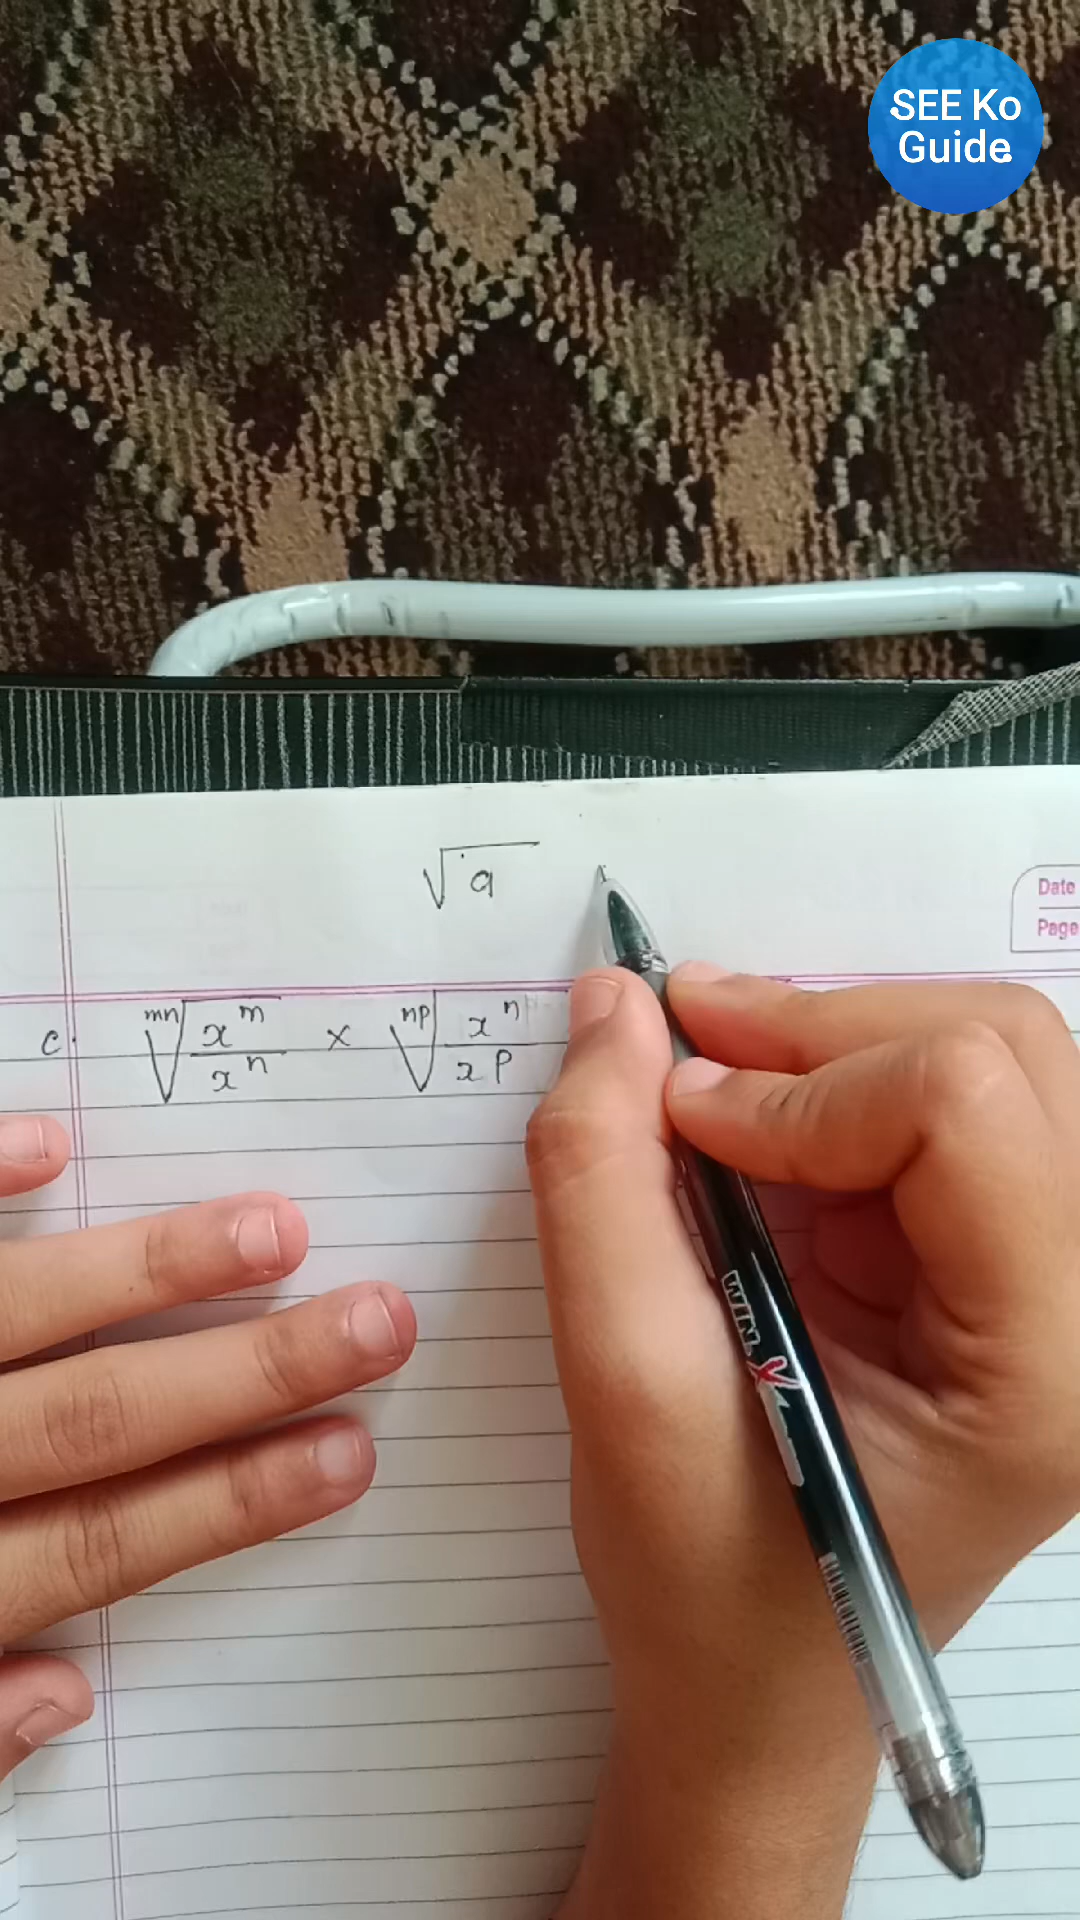 SEE Ko
Guide
√a
Date
Page
c. ᵐⁿ√(x^m / x^n) × ⁿᵖ√(x^n / x^p)
WIN X